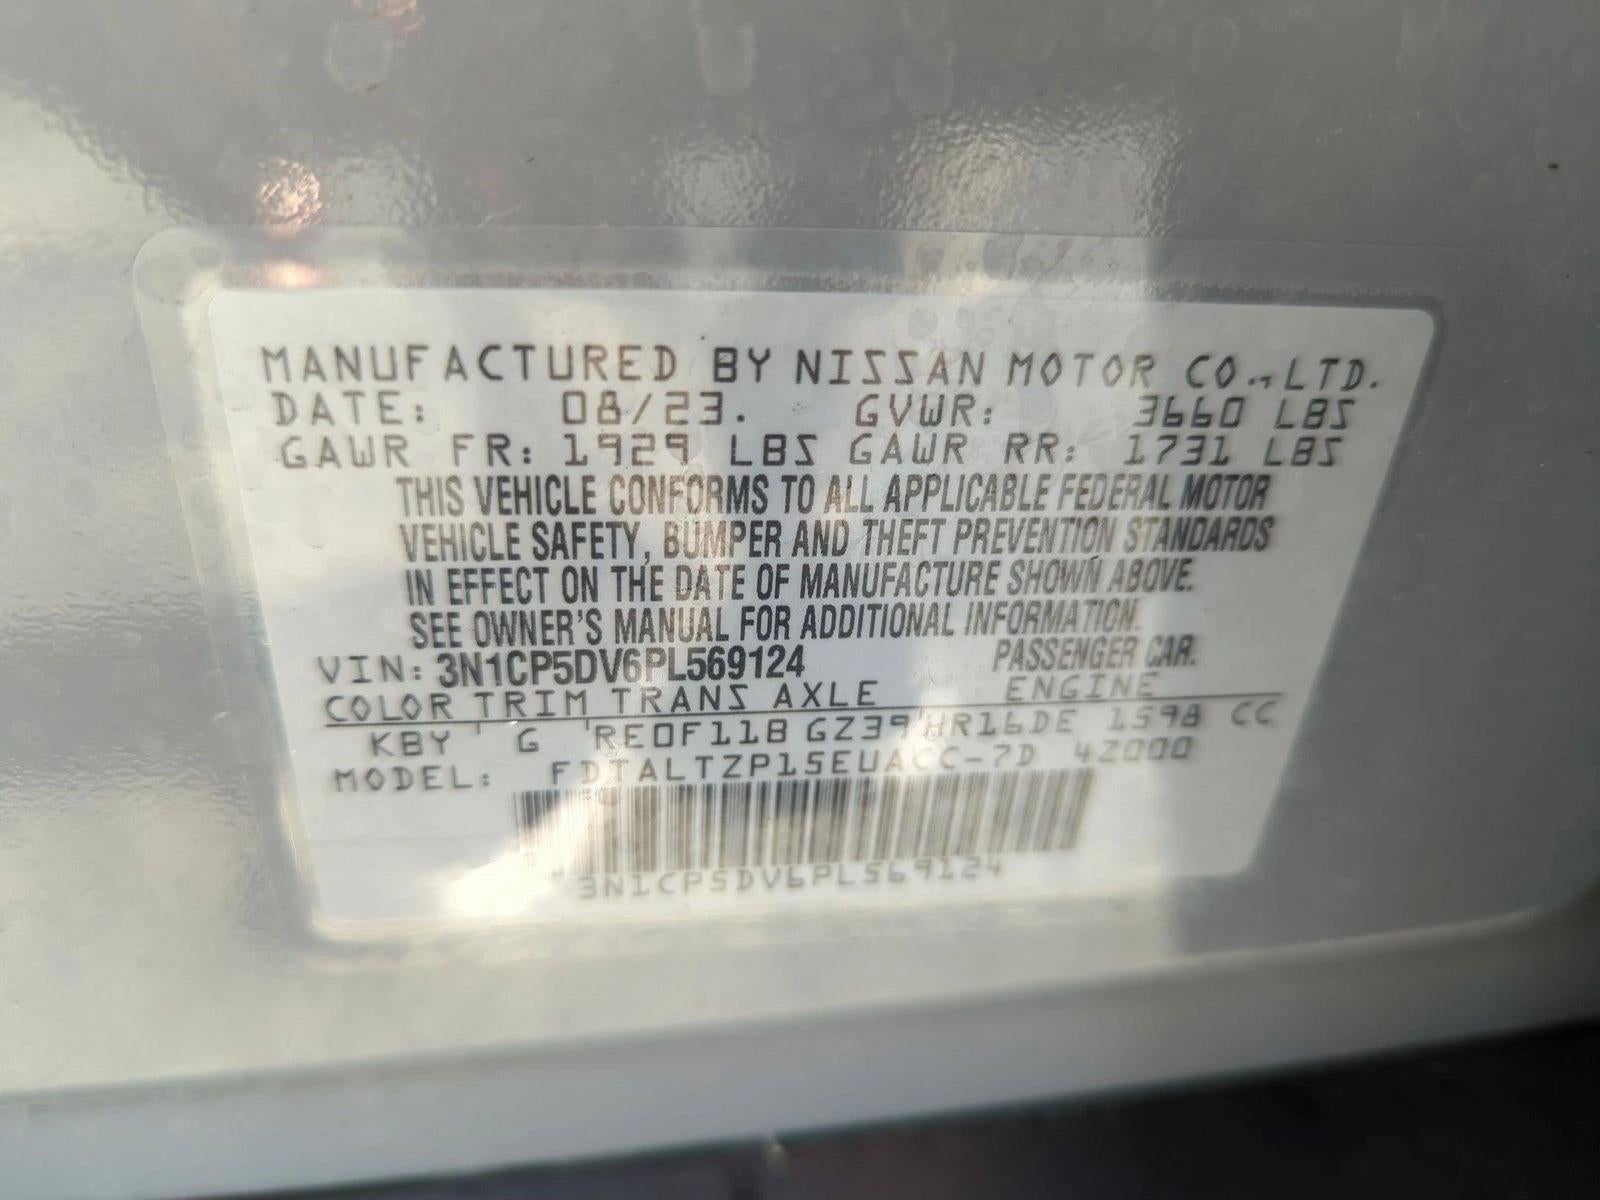 MANUFACTURED BY NISSAN MOTOR CO., LTD.
DATE: 08/23. GVWR: 3660 LBS
GAWR FR: 1929 LBS GAWR RR: 1731 LBS
THIS VEHICLE CONFORMS TO ALL APPLICABLE FEDERAL MOTOR
VEHICLE SAFETY, BUMPER AND THEFT PREVENTION STANDARDS
IN EFFECT ON THE DATE OF MANUFACTURE SHOWN ABOVE.
SEE OWNER'S MANUAL FOR ADDITIONAL INFORMATION.
VIN: 3N1CP5DV6PL569124 PASSENGER CAR.
COLOR TRIM TRANS AXLE ENGINE
KBY G RE0F11B GZ39 HR16DE 1598 CC
MODEL: FDTALTZP15EUACC-7D 4Z000
3N1CP5DV6PL569124